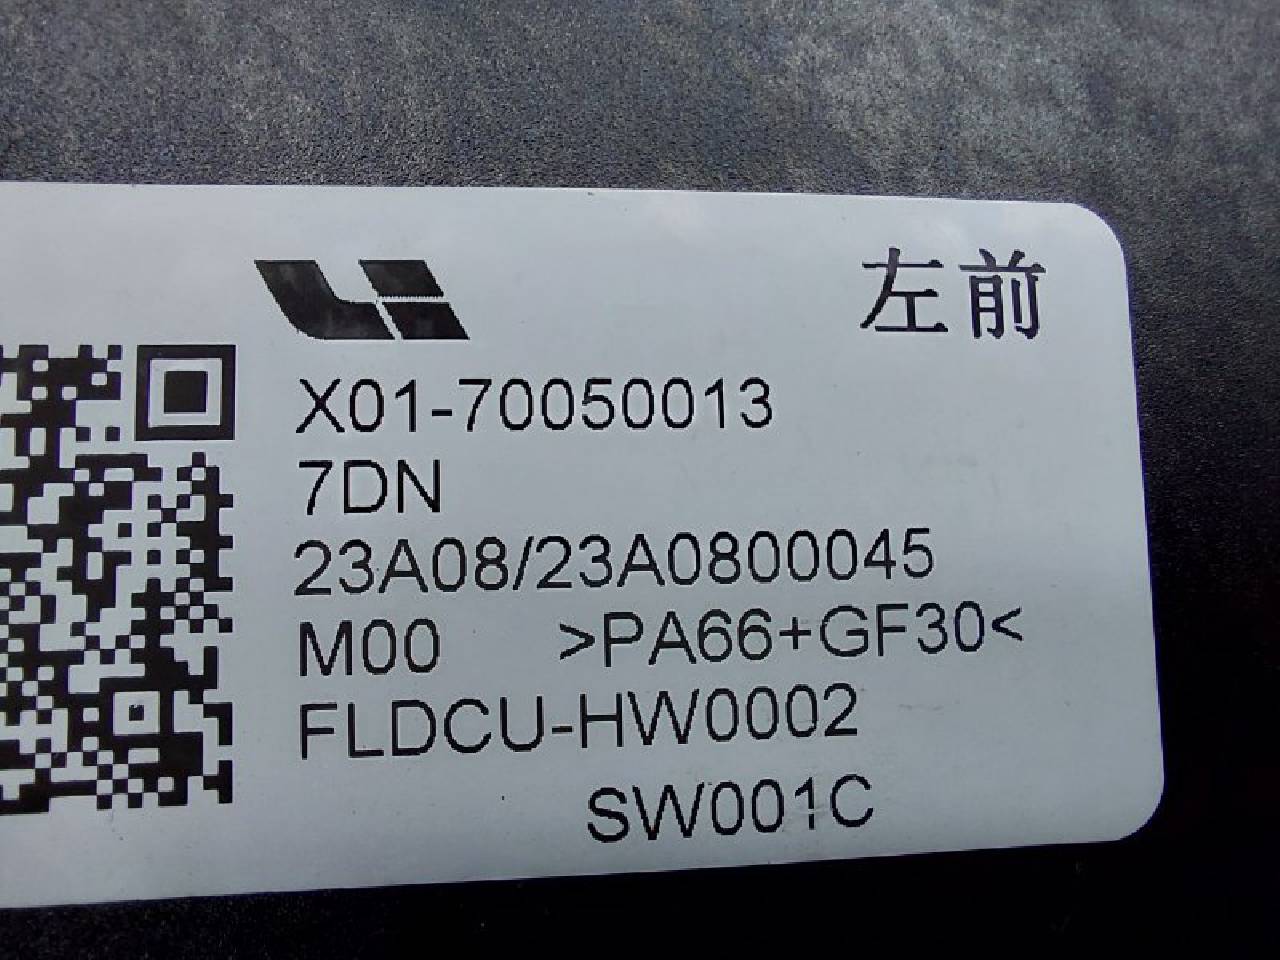 左前
X01-70050013
7DN
23A08/23A0800045
M00 >PA66+GF30<
FLDCU-HW0002
SW001C